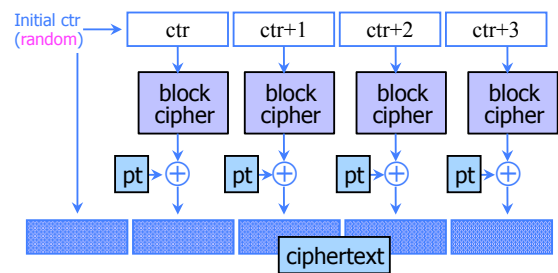 Initial ctr
(random)
ctr
ctr+1
ctr+2
ctr+3
block
cipher
block
cipher
block
cipher
block
cipher
pt
pt
pt
pt
ciphertext